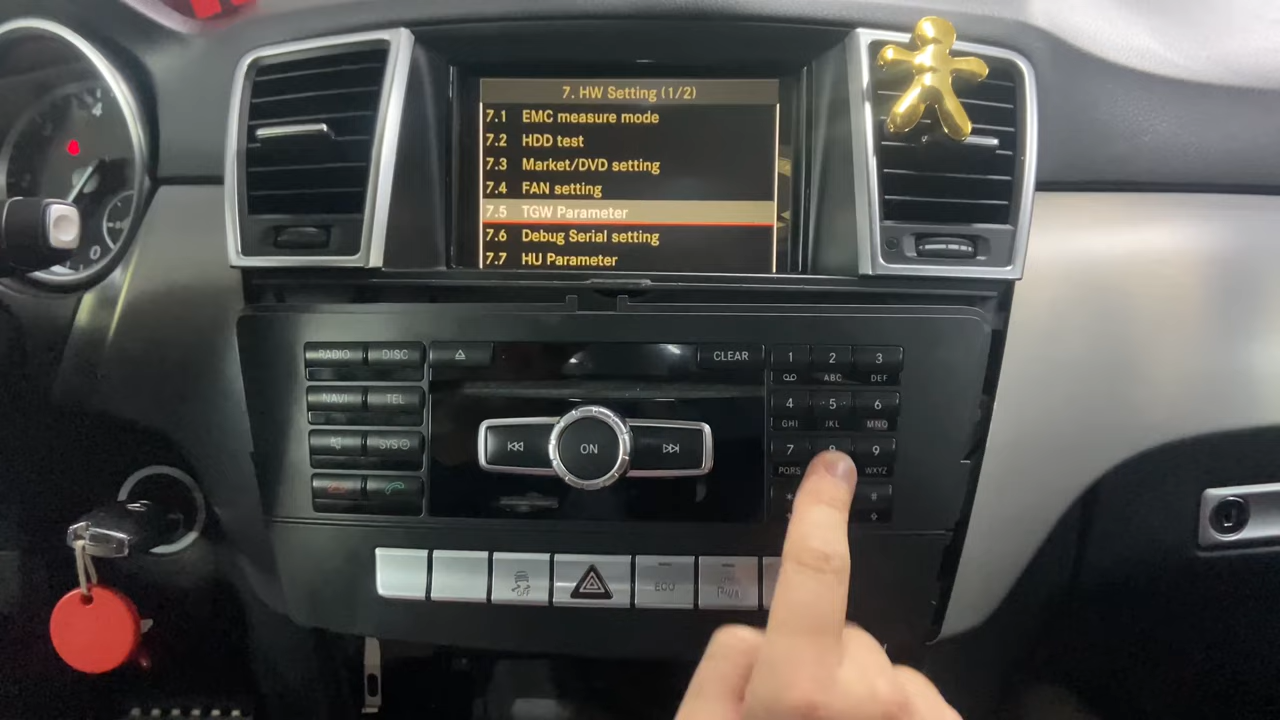 4
0
7. HW Setting (1/2)
7.1 EMC measure mode
7.2 HDD test
7.3 Market/DVD setting
7.4 FAN setting
7.5 TGW Parameter
7.6 Debug Serial setting
7.7 HU Parameter
RADIO DISC
NAVI TEL
SYS
CLEAR
ON
1 2 3
ABC DEF
4 5 6
GHI JKL MNO
7 8 9
PQRS WXYZ
* #
OFF
ECO